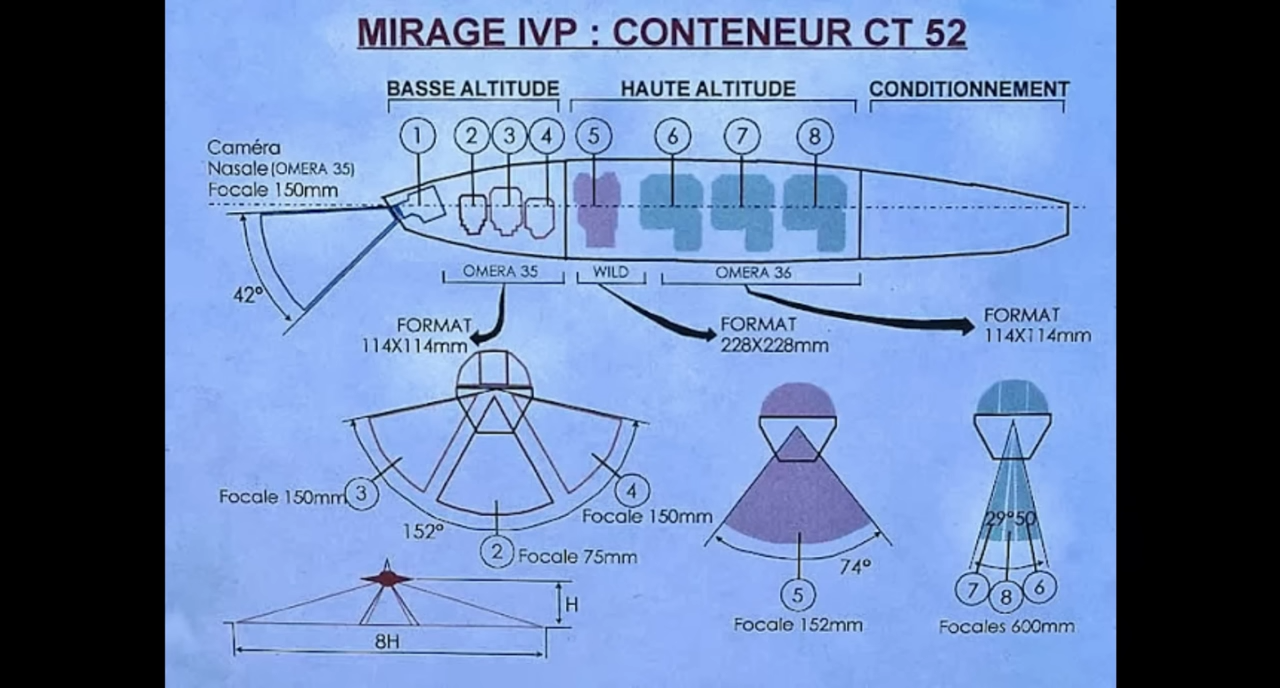 MIRAGE IVP : CONTENEUR CT 52
BASSE ALTITUDE
HAUTE ALTITUDE
CONDITIONNEMENT
1
2
3
4
5
6
7
8
Caméra
Nasale (OMERA 35)
Focale 150mm
42°
OMERA 35
WILD
OMERA 36
FORMAT
114X114mm
FORMAT
228X228mm
FORMAT
114X114mm
Focale 150mm
3
152°
4
Focale 150mm
2
Focale 75mm
H
8H
74°
5
Focale 152mm
29°50
7
8
6
Focales 600mm